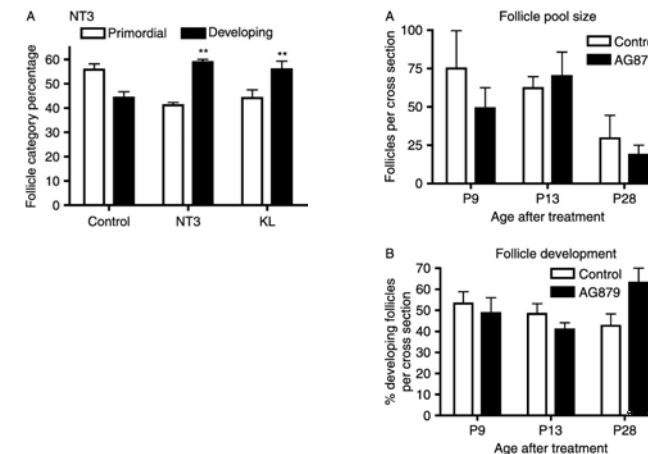 A NT3
Primordial Developing
** **
Follicle category percentage
70
60
50
40
30
20
10
0
Control NT3 KL
A Follicle pool size
Control
AG879
Follicles per cross section
100
75
50
25
0
P9 P13 P28
Age after treatment
B Follicle development
Control
AG879
% developing follicles
per cross section
70
60
50
40
30
20
10
0
P9 P13 P28
Age after treatment